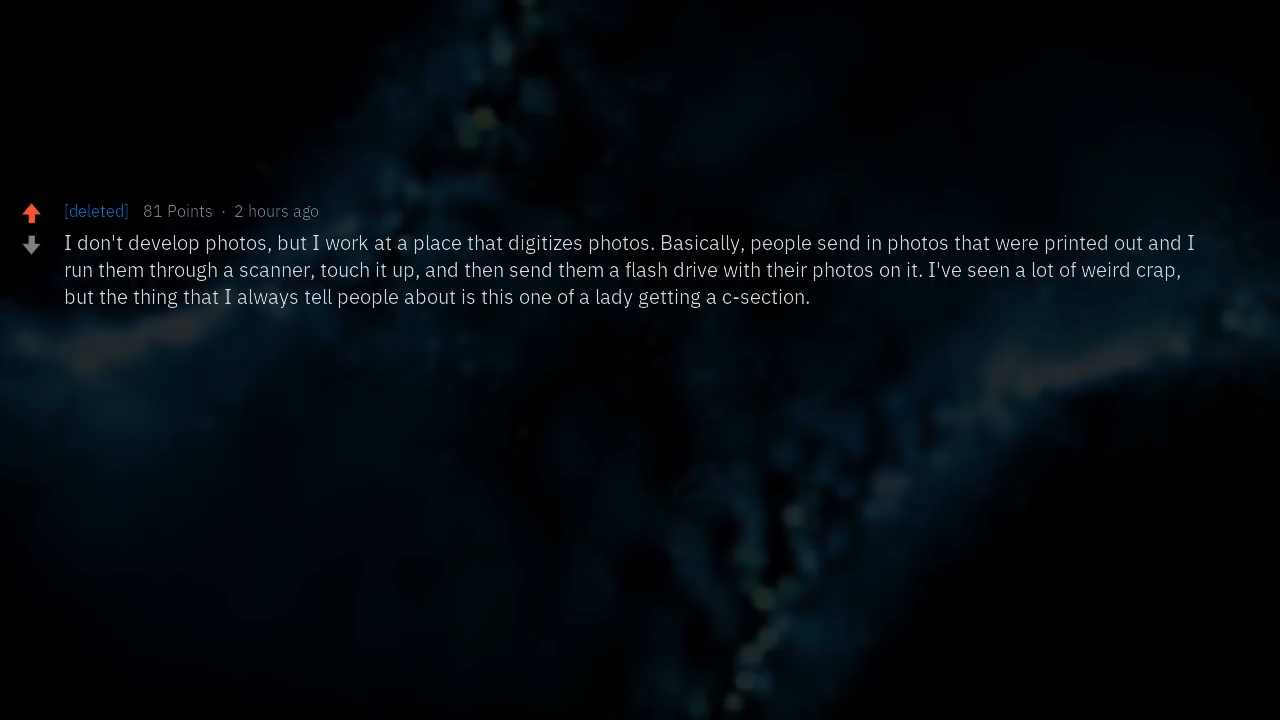 [deleted] 81 Points · 2 hours ago
I don't develop photos, but I work at a place that digitizes photos. Basically, people send in photos that were printed out and I
run them through a scanner, touch it up, and then send them a flash drive with their photos on it. I've seen a lot of weird crap,
but the thing that I always tell people about is this one of a lady getting a c-section.